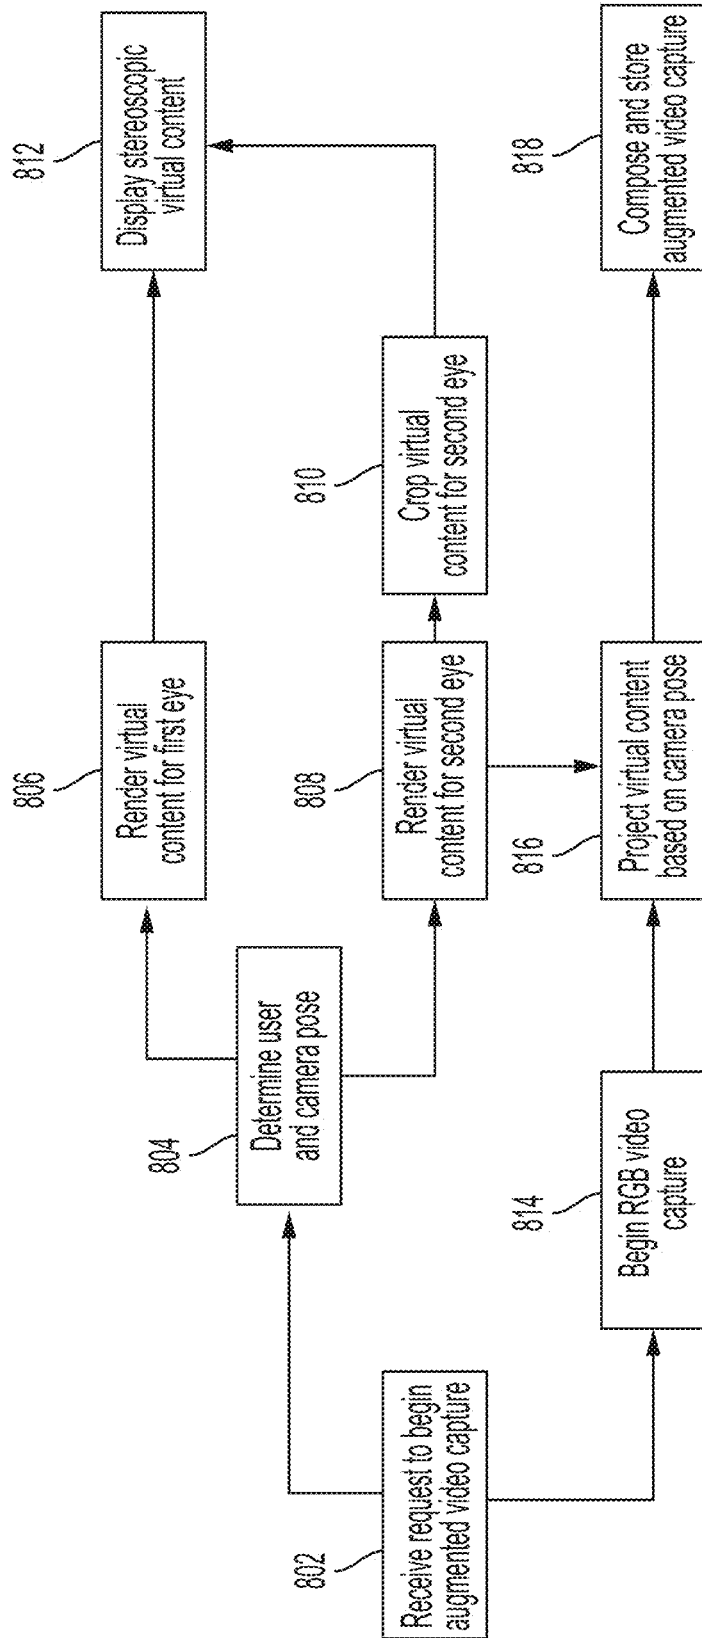 802
Receive request to begin
augmented video capture
804
Determine user
and camera pose
806
Render virtual
content for first eye
808
Render virtual
content for second eye
810
Crop virtual
content for second eye
812
Display stereoscopic
virtual content
814
Begin RGB video
capture
816
Project virtual content
based on camera pose
818
Compose and store
augmented video capture